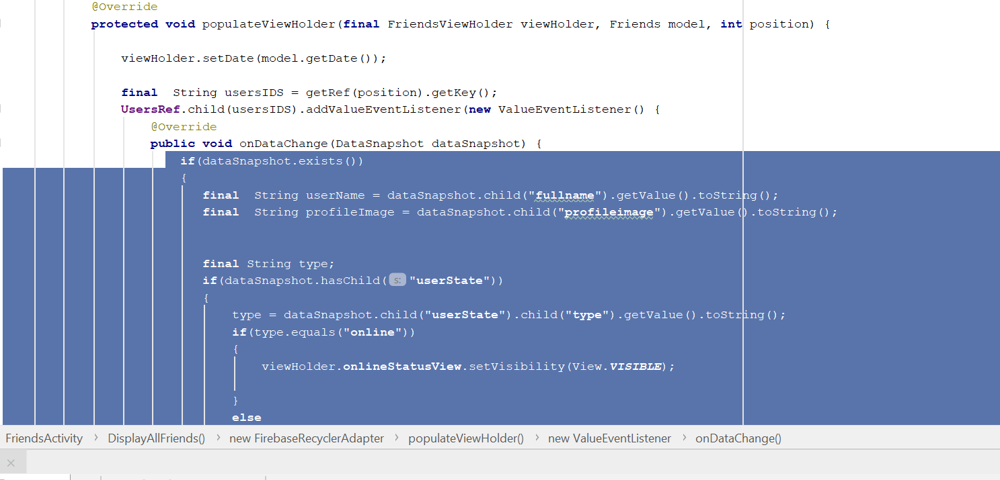 @Override
protected void populateViewHolder(final FriendsViewHolder viewHolder, Friends model, int position) {
viewHolder.setDate(model.getDate());
final  String usersIDS = getRef(position).getKey();
UsersRef.child(usersIDS).addValueEventListener(new ValueEventListener() {
@Override
public void onDataChange(DataSnapshot dataSnapshot) {
if(dataSnapshot.exists())
{
final  String userName = dataSnapshot.child("fullname").getValue().toString();
final  String profileImage = dataSnapshot.child("profileimage").getValue().toString();
final String type;
if(dataSnapshot.hasChild( s: "userState"))
{
type = dataSnapshot.child("userState").child("type").getValue().toString();
if(type.equals("online"))
{
viewHolder.onlineStatusView.setVisibility(View.VISIBLE);
}
else
FriendsActivity › DisplayAllFriends() › new FirebaseRecyclerAdapter › populateViewHolder() › new ValueEventListener › onDataChange()